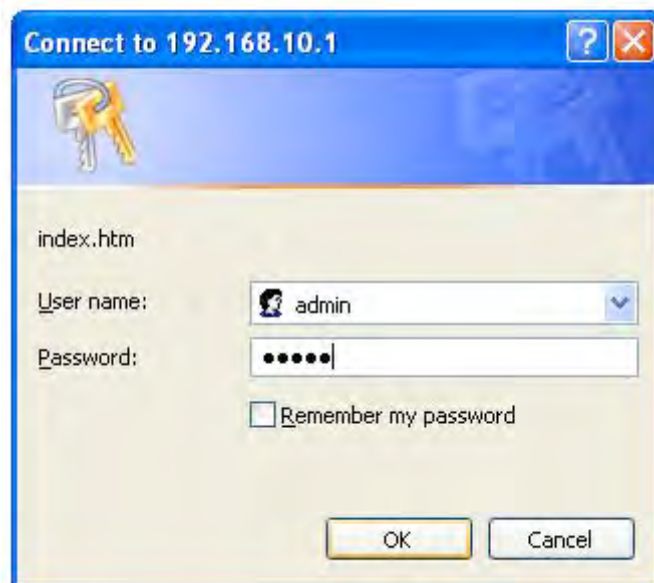 Connect to 192.168.10.1
index.htm
User name: admin
Password: •••••
Remember my password
OK Cancel